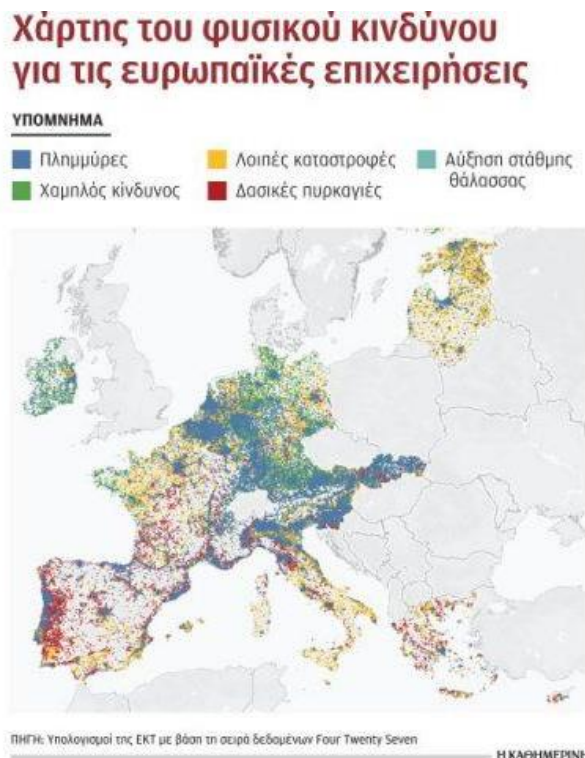 Χάρτης του φυσικού κινδύνου
για τις ευρωπαϊκές επιχειρήσεις
ΥΠΟΜΝΗΜΑ
Πλημμύρες
Λοιπές καταστροφές
Αύξηση στάθμης
θάλασσας
Χαμηλός κίνδυνος
Δασικές πυρκαγιές
ΠΗΓΗ: Υπολογισμοί της ΕΚΤ με βάση τη σειρά δεδομένων Four Twenty Seven
Η ΚΑΘΗΜΕΡΙΝΗ